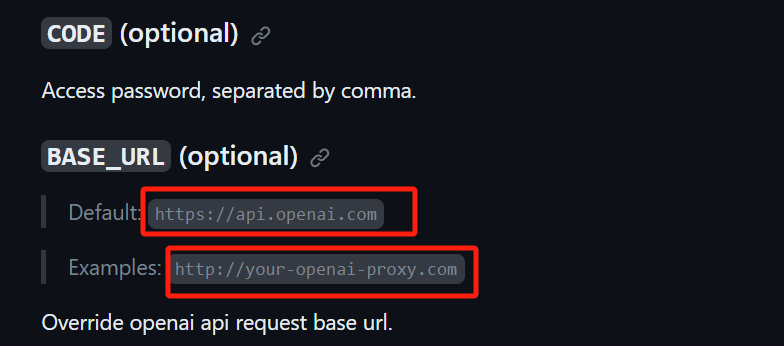 CODE (optional)
Access password, separated by comma.
BASE_URL (optional)
Default: https://api.openai.com
Examples: http://your-openai-proxy.com
Override openai api request base url.